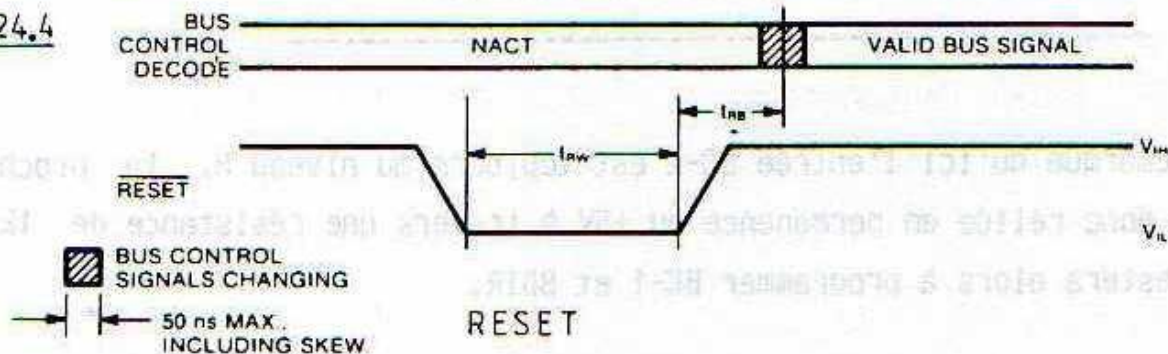 24.4
BUS
CONTROL
DECODE
NACT
VALID BUS SIGNAL
tRB
tRW
VIH
RESET
VIL
BUS CONTROL
SIGNALS CHANGING
50 ns MAX.
INCLUDING SKEW
RESET